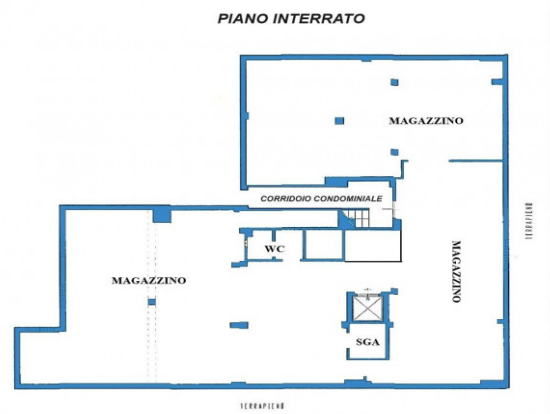 PIANO INTERRATO
MAGAZZINO
CORRIDOIO CONDOMINIALE
TERRAPIENO
WC
MAGAZZINO
MAGAZZINO
SGA
TERRAPIENO